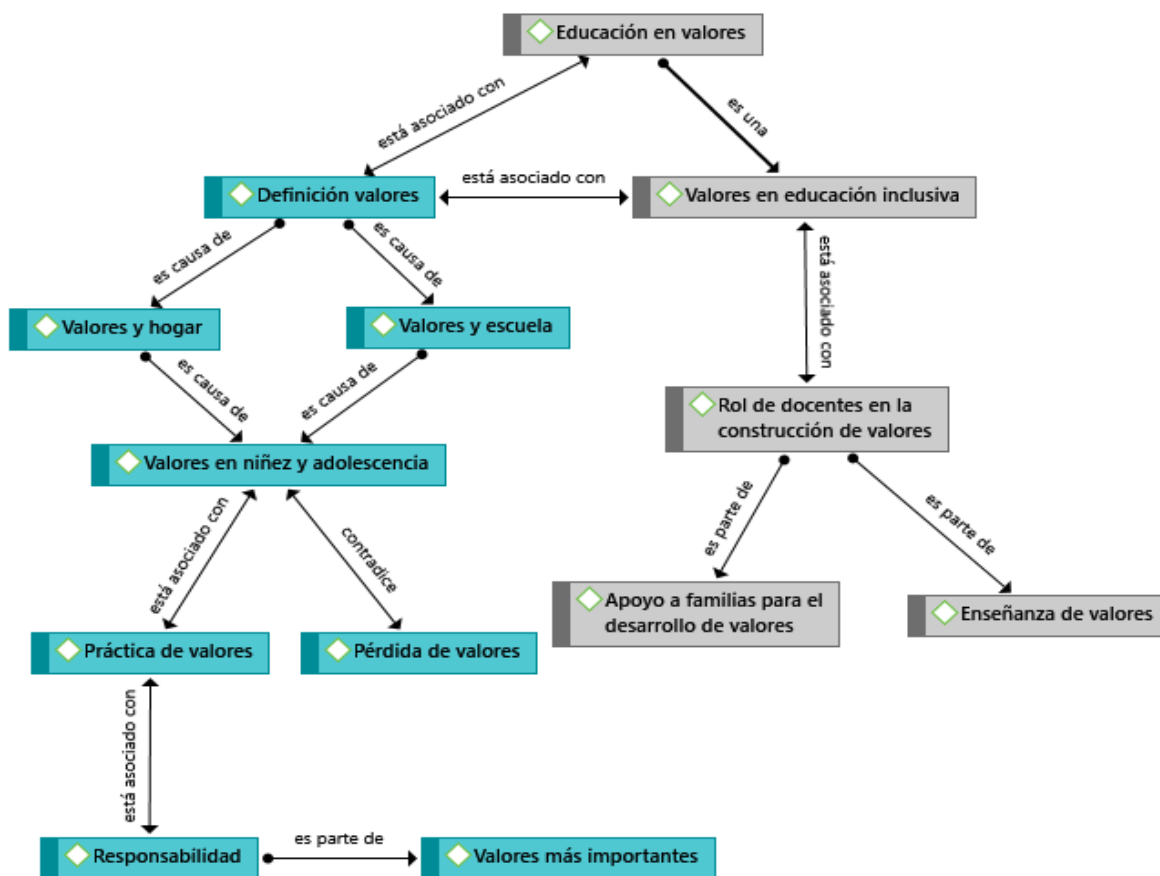 Educación en valores
está asociado con
es una
Definición valores
está asociado con
Valores en educación inclusiva
es causa de
es causa de
está asociado con
Valores y hogar
Valores y escuela
es causa de
es causa de
Rol de docentes en la
construcción de valores
Valores en niñez y adolescencia
está asociado con
contradice
es parte de
es parte de
Apoyo a familias para el
desarrollo de valores
Enseñanza de valores
Práctica de valores
Pérdida de valores
está asociado con
Responsabilidad
es parte de
Valores más importantes